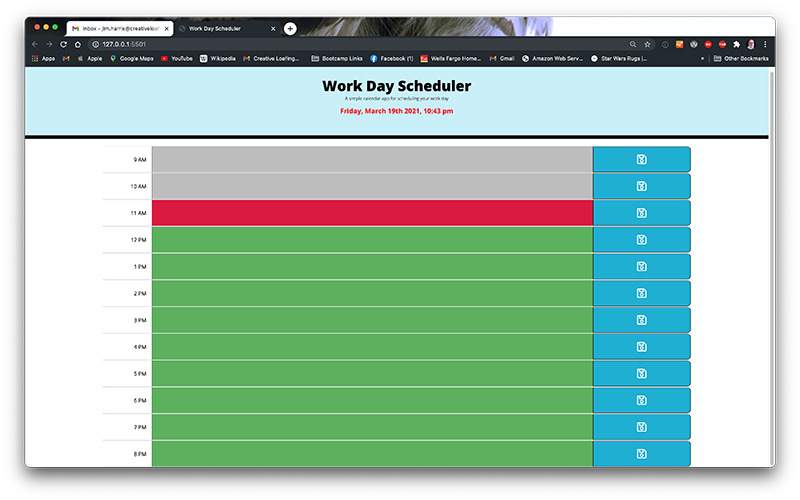 Inbox – jim.harris@creativeloaf
Work Day Scheduler
127.0.0.1:5501
Apps
Apple
Google Maps
YouTube
Wikipedia
Creative Loafing...
Bootcamp Links
Facebook (1)
Wells Fargo Home...
Gmail
Amazon Web Serv...
Star Wars Rugs |...
»
Other Bookmarks
Work Day Scheduler
A simple calendar app for scheduling your work day
Friday, March 19th 2021, 10:43 pm
9 AM
10 AM
11 AM
12 PM
1 PM
2 PM
3 PM
4 PM
5 PM
6 PM
7 PM
8 PM